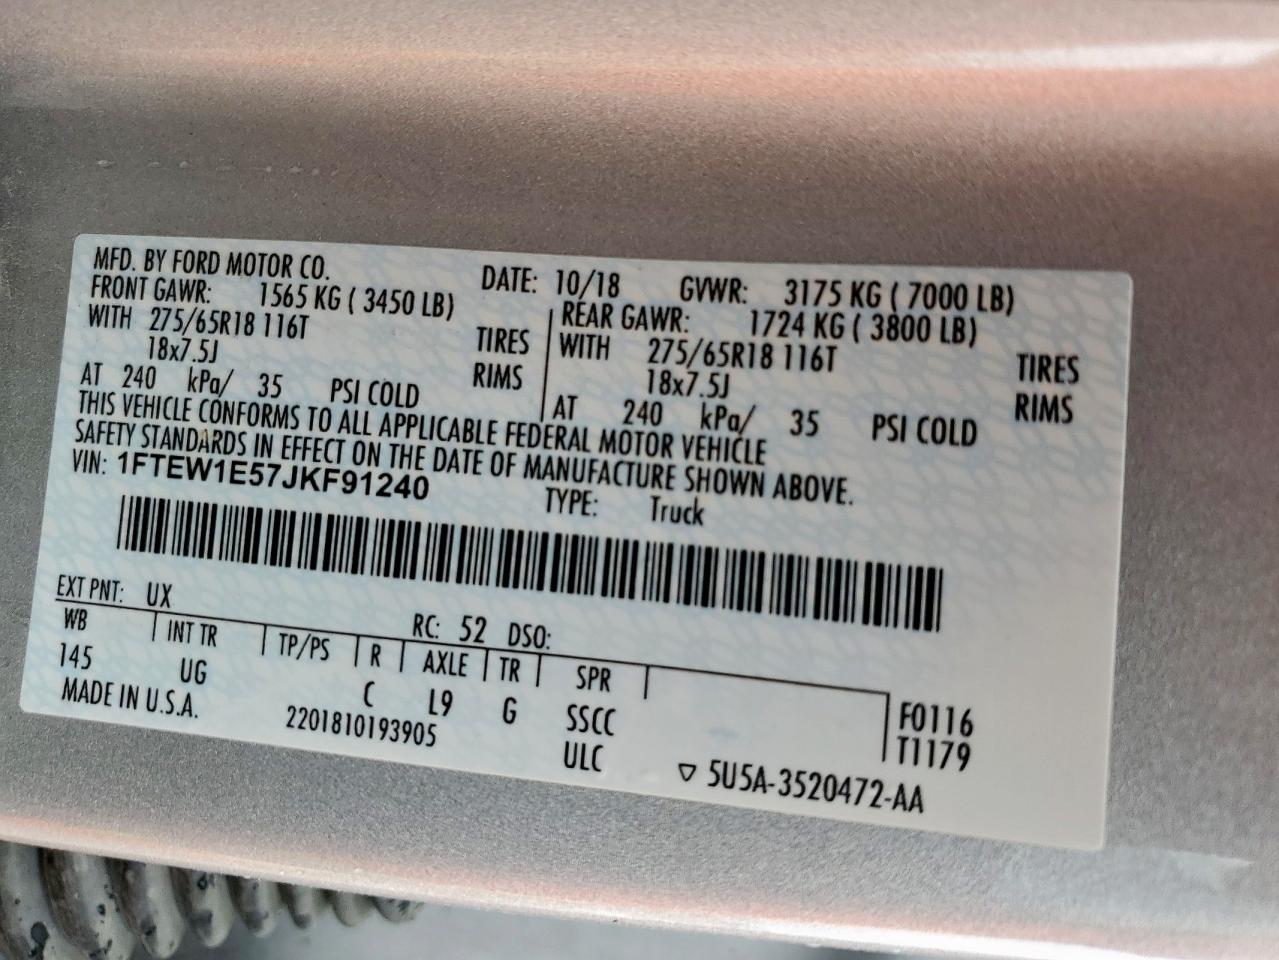 MFD. BY FORD MOTOR CO. DATE: 10/18 GVWR: 3175 KG ( 7000 LB)
FRONT GAWR: 1565 KG ( 3450 LB) REAR GAWR: 1724 KG ( 3800 LB)
WITH 275/65R18 116T TIRES WITH 275/65R18 116T TIRES
18x7.5J RIMS 18x7.5J RIMS
AT 240 kPa/ 35 PSI COLD AT 240 kPa/ 35 PSI COLD
THIS VEHICLE CONFORMS TO ALL APPLICABLE FEDERAL MOTOR VEHICLE
SAFETY STANDARDS IN EFFECT ON THE DATE OF MANUFACTURE SHOWN ABOVE.
VIN: 1FTEW1E57JKF91240 TYPE: Truck
EXT PNT: UX RC: 52 DSO:
WB INT TR TP/PS R AXLE TR SPR
145 UG C L9 G SSCC F0116
MADE IN U.S.A. 2201810193905 ULC T1179
▽ 5U5A-3520472-AA